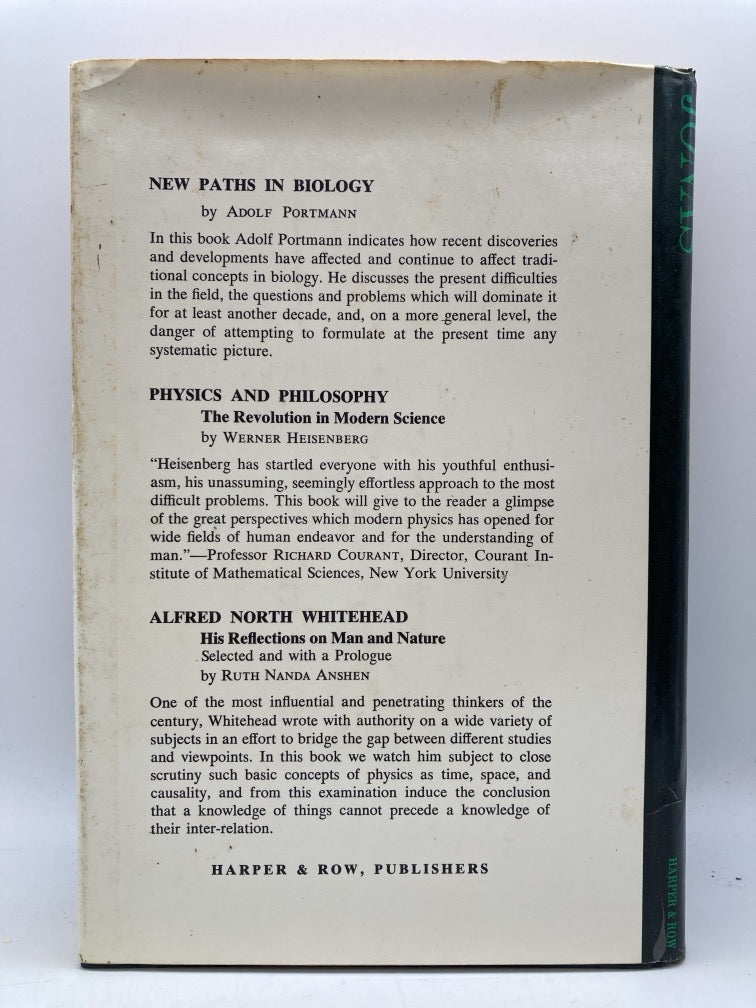 NEW PATHS IN BIOLOGY
by ADOLF PORTMANN
In this book Adolf Portmann indicates how recent discoveries
and developments have affected and continue to affect tradi-
tional concepts in biology. He discusses the present difficulties
in the field, the questions and problems which will dominate it
for at least another decade, and, on a more general level, the
danger of attempting to formulate at the present time any
systematic picture.
PHYSICS AND PHILOSOPHY
The Revolution in Modern Science
by WERNER HEISENBERG
“Heisenberg has startled everyone with his youthful enthusi-
asm, his unassuming, seemingly effortless approach to the most
difficult problems. This book will give to the reader a glimpse
of the great perspectives which modern physics has opened for
wide fields of human endeavor and for the understanding of
man.”—Professor RICHARD COURANT, Director, Courant In-
stitute of Mathematical Sciences, New York University
ALFRED NORTH WHITEHEAD
His Reflections on Man and Nature
Selected and with a Prologue
by RUTH NANDA ANSHEN
One of the most influential and penetrating thinkers of the
century, Whitehead wrote with authority on a wide variety of
subjects in an effort to bridge the gap between different studies
and viewpoints. In this book we watch him subject to close
scrutiny such basic concepts of physics as time, space, and
causality, and from this examination induce the conclusion
that a knowledge of things cannot precede a knowledge of
their inter-relation.
HARPER & ROW, PUBLISHERS
JONAS
HARPER & ROW